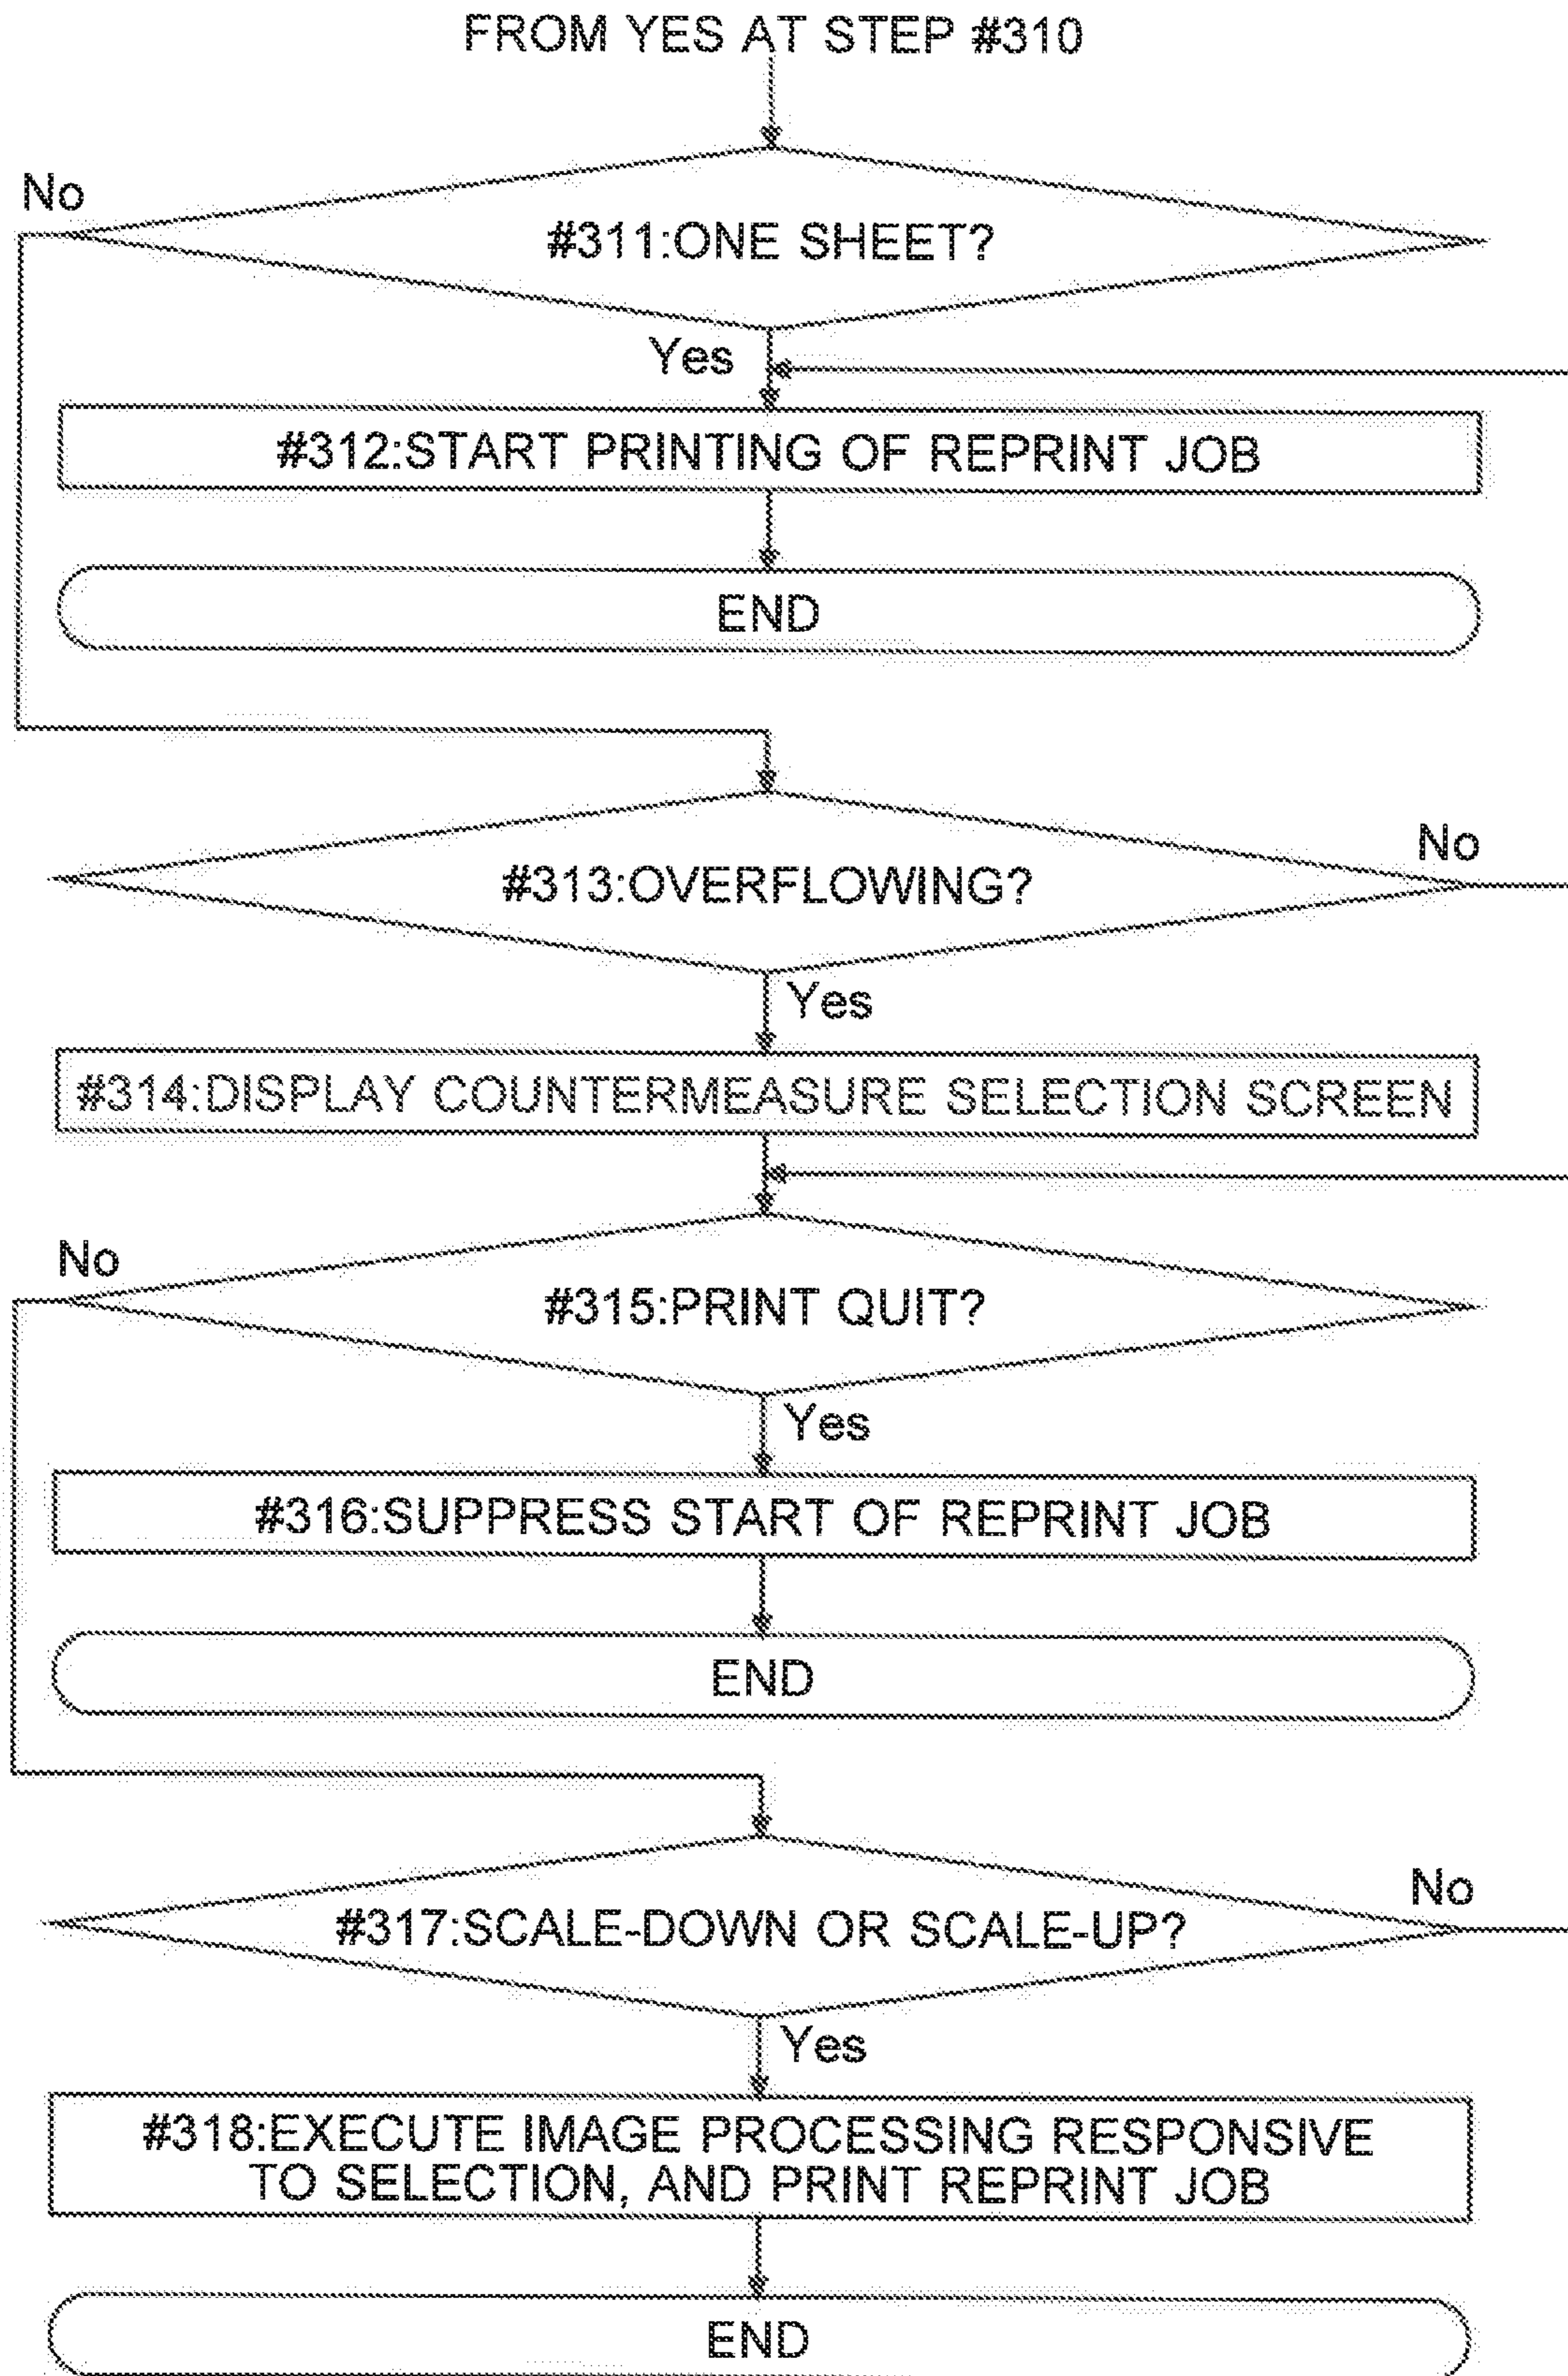 FROM YES AT STEP #310
No
#311:ONE SHEET?
Yes
#312:START PRINTING OF REPRINT JOB
END
No
#313:OVERFLOWING?
Yes
#314:DISPLAY COUNTERMEASURE SELECTION SCREEN
No
#315:PRINT QUIT?
Yes
#316:SUPPRESS START OF REPRINT JOB
END
No
#317:SCALE-DOWN OR SCALE-UP?
Yes
#318:EXECUTE IMAGE PROCESSING RESPONSIVE
TO SELECTION, AND PRINT REPRINT JOB
END